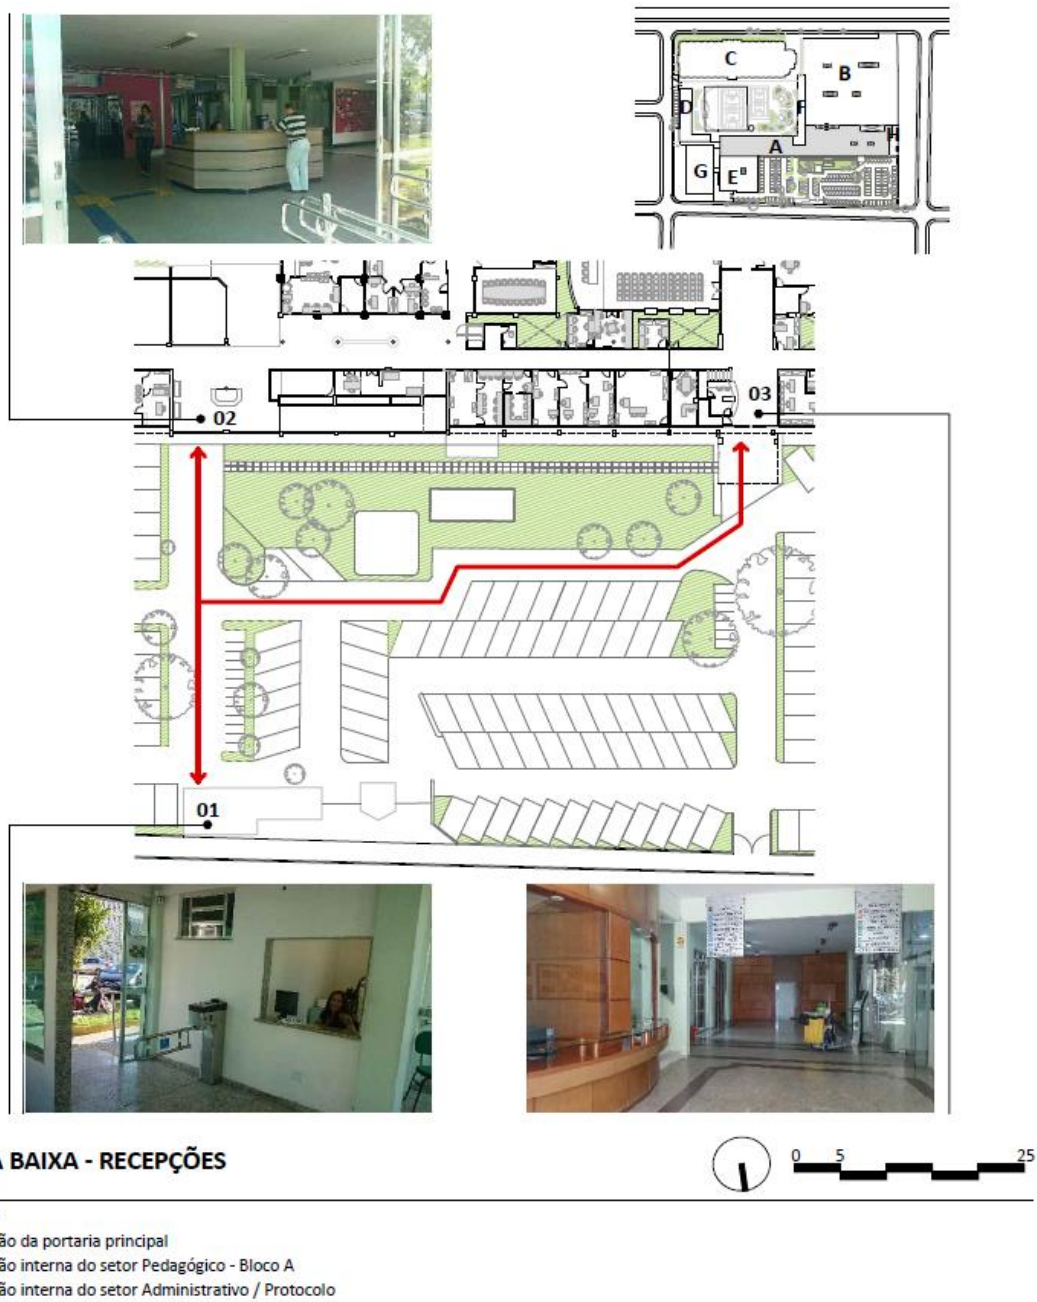 C
B
D
F
A
H
G
E
02
03
01
A BAIXA - RECEPÇÕES
0 5 25
ão da portaria principal
ão interna do setor Pedagógico - Bloco A
ão interna do setor Administrativo / Protocolo